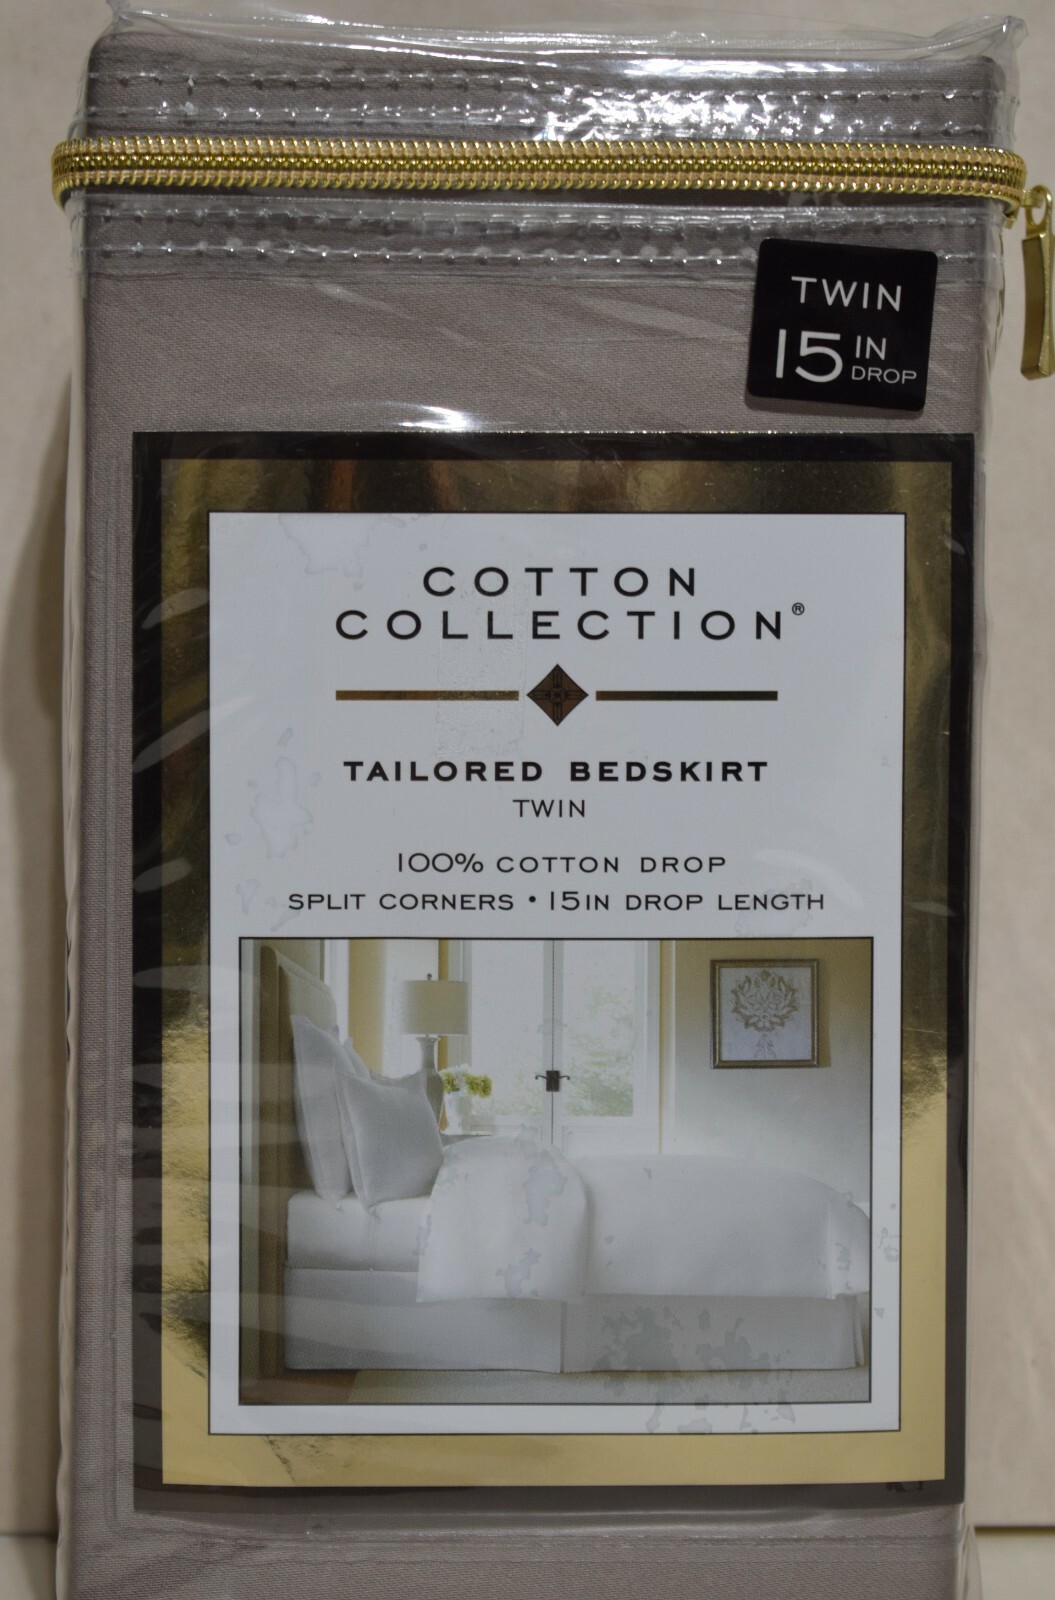 TWIN
15 IN
DROP
COTTON
COLLECTION®
TAILORED BEDSKIRT
TWIN
100% COTTON DROP
SPLIT CORNERS • 15IN DROP LENGTH